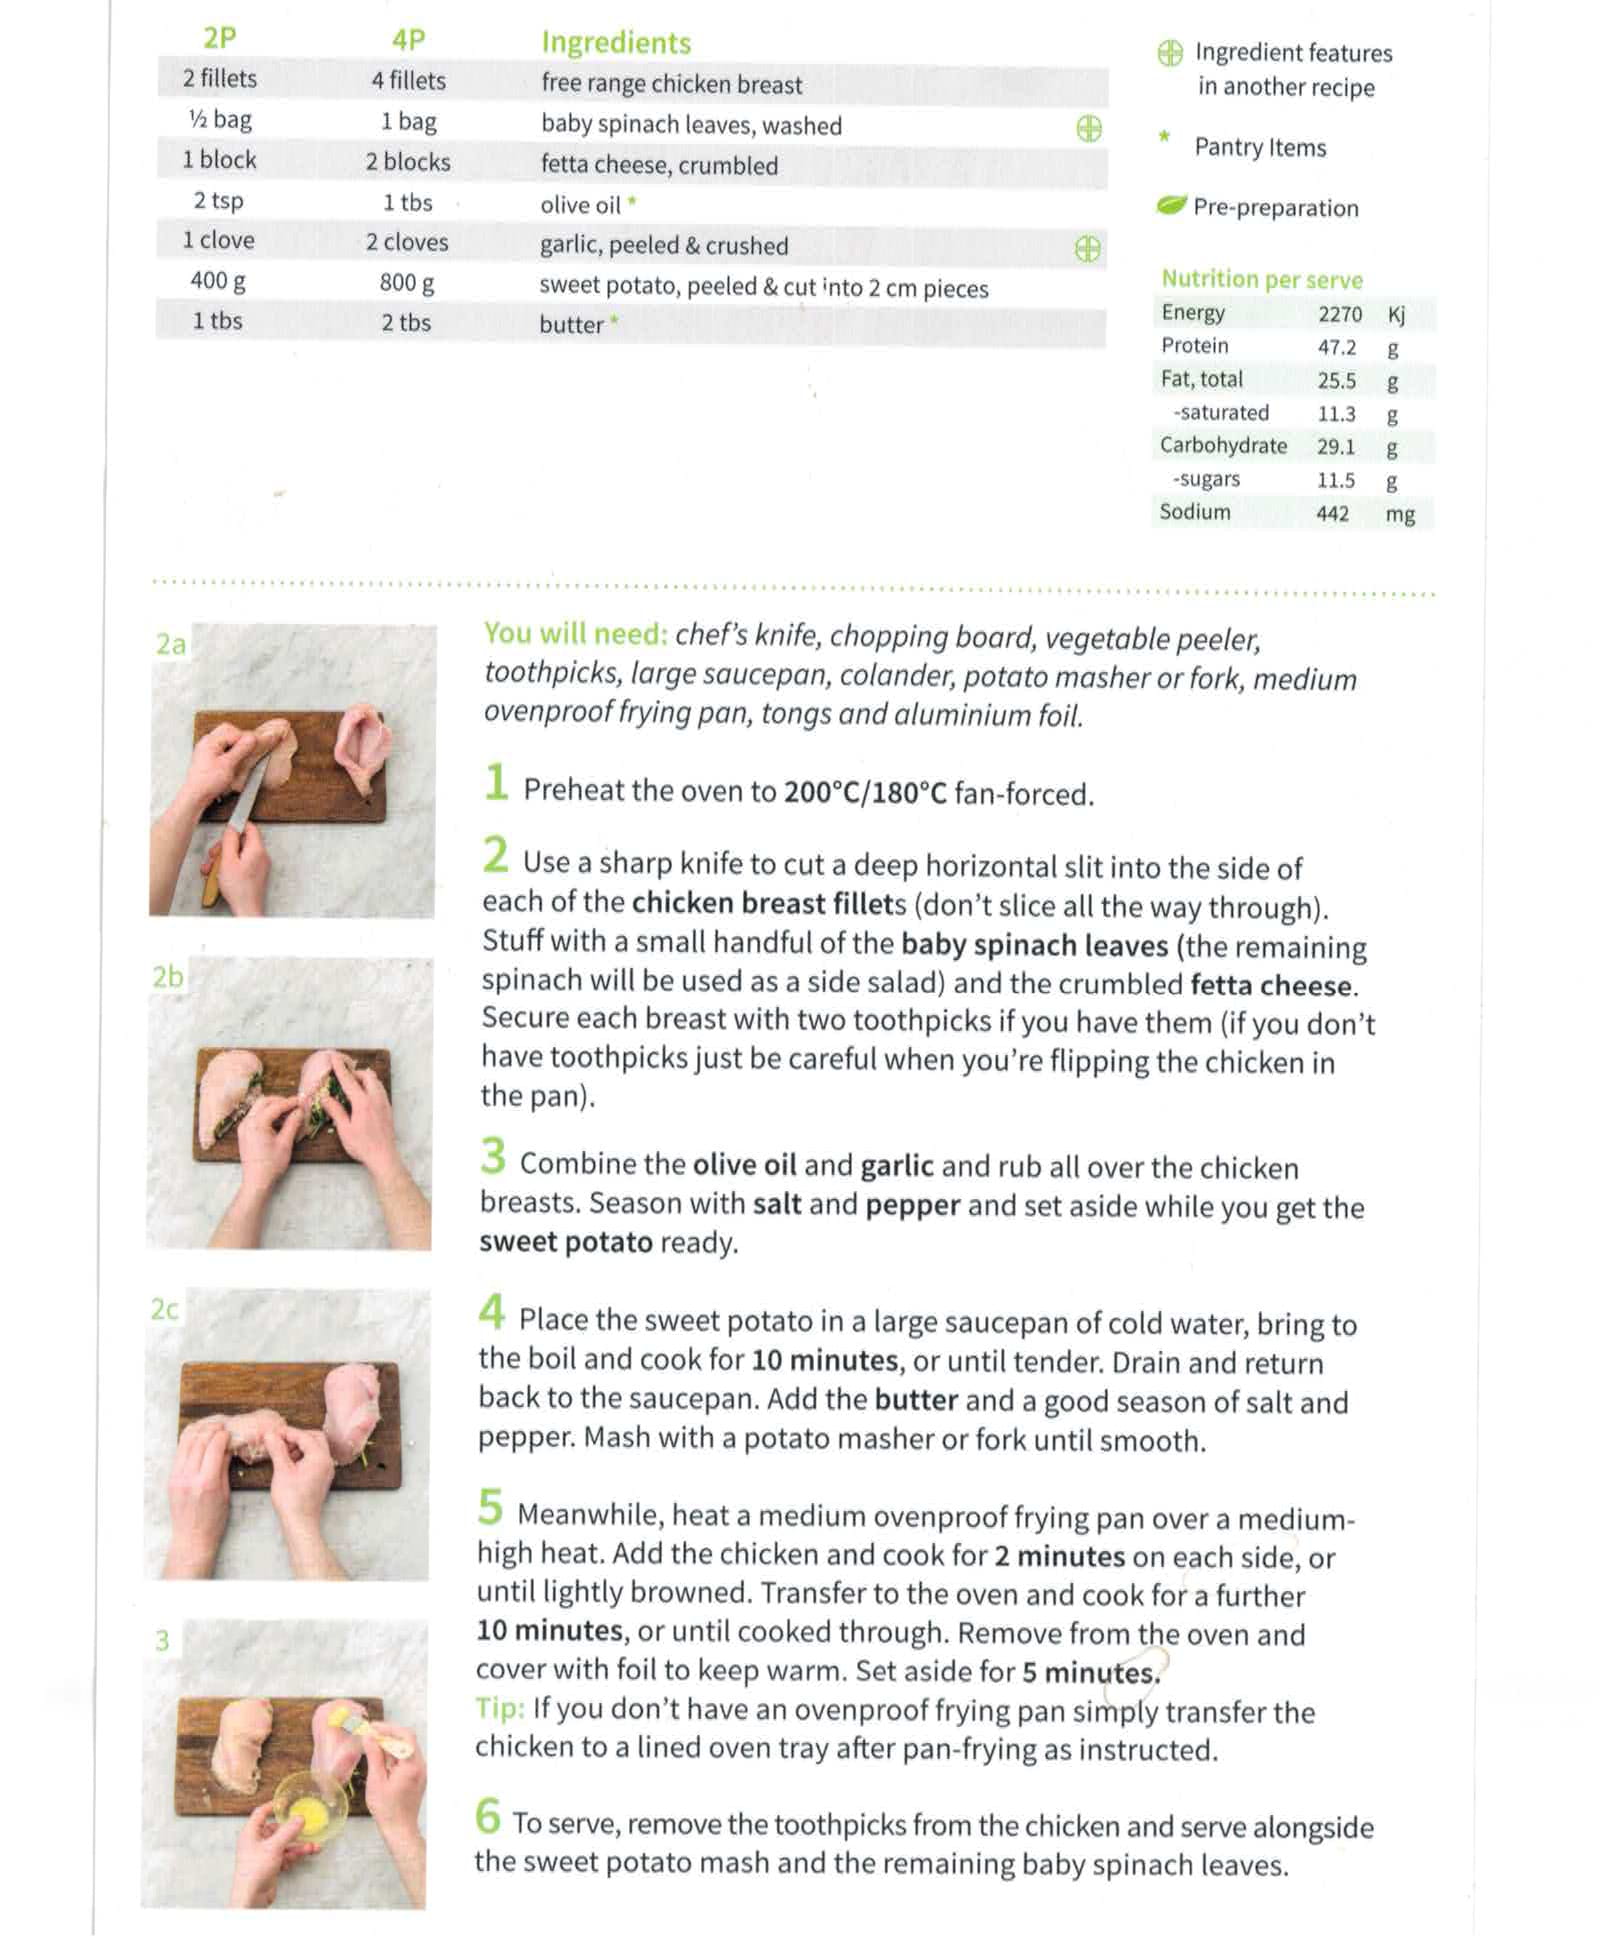 2P 4P Ingredients
2 fillets 4 fillets free range chicken breast
½ bag 1 bag baby spinach leaves, washed
1 block 2 blocks fetta cheese, crumbled
2 tsp 1 tbs olive oil *
1 clove 2 cloves garlic, peeled & crushed
400 g 800 g sweet potato, peeled & cut into 2 cm pieces
1 tbs 2 tbs butter *
Ingredient features
in another recipe
* Pantry Items
Pre-preparation
Nutrition per serve
Energy 2270 Kj
Protein 47.2 g
Fat, total 25.5 g
-saturated 11.3 g
Carbohydrate 29.1 g
-sugars 11.5 g
Sodium 442 mg
2a
2b
2c
3
You will need: chef's knife, chopping board, vegetable peeler,
toothpicks, large saucepan, colander, potato masher or fork, medium
ovenproof frying pan, tongs and aluminium foil.
1 Preheat the oven to 200°C/180°C fan-forced.
2 Use a sharp knife to cut a deep horizontal slit into the side of
each of the chicken breast fillets (don't slice all the way through).
Stuff with a small handful of the baby spinach leaves (the remaining
spinach will be used as a side salad) and the crumbled fetta cheese.
Secure each breast with two toothpicks if you have them (if you don't
have toothpicks just be careful when you're flipping the chicken in
the pan).
3 Combine the olive oil and garlic and rub all over the chicken
breasts. Season with salt and pepper and set aside while you get the
sweet potato ready.
4 Place the sweet potato in a large saucepan of cold water, bring to
the boil and cook for 10 minutes, or until tender. Drain and return
back to the saucepan. Add the butter and a good season of salt and
pepper. Mash with a potato masher or fork until smooth.
5 Meanwhile, heat a medium ovenproof frying pan over a medium-
high heat. Add the chicken and cook for 2 minutes on each side, or
until lightly browned. Transfer to the oven and cook for a further
10 minutes, or until cooked through. Remove from the oven and
cover with foil to keep warm. Set aside for 5 minutes.
Tip: If you don't have an ovenproof frying pan simply transfer the
chicken to a lined oven tray after pan-frying as instructed.
6 To serve, remove the toothpicks from the chicken and serve alongside
the sweet potato mash and the remaining baby spinach leaves.